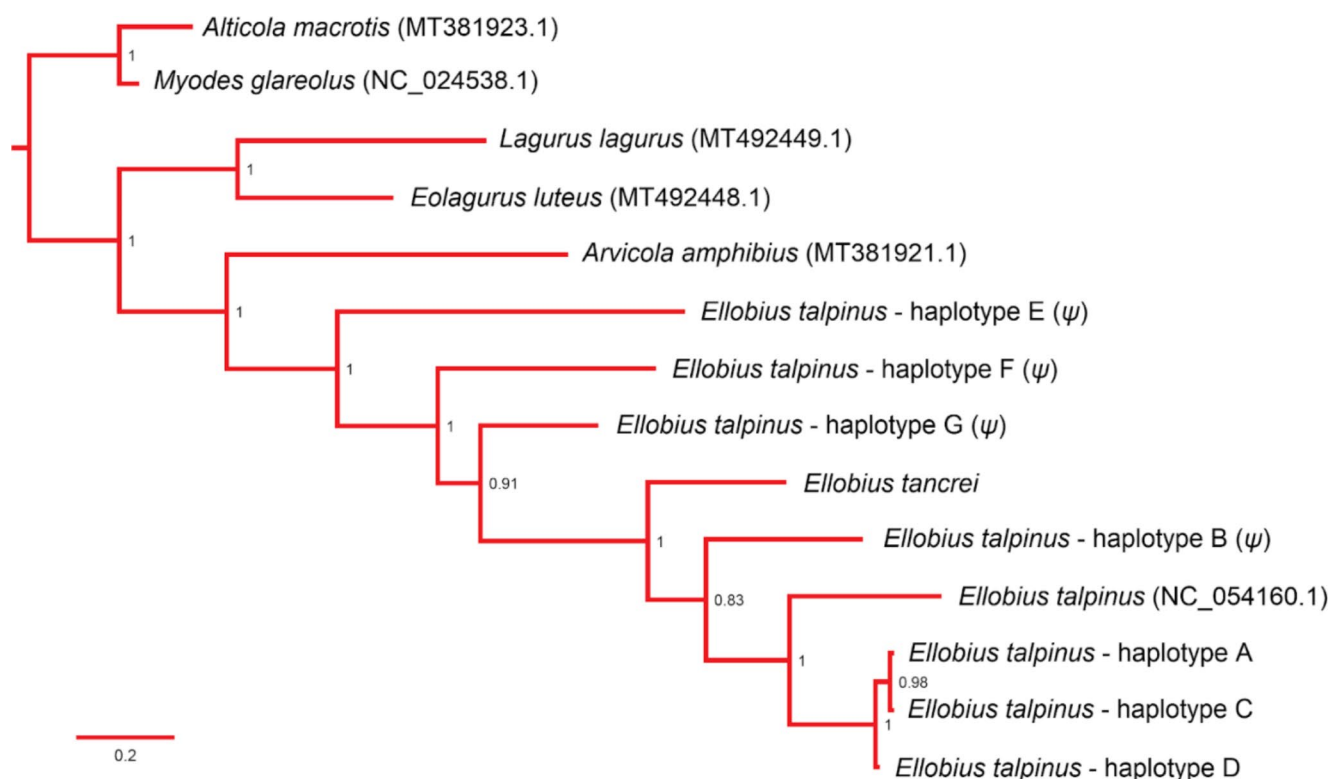 Alticola macrotis (MT381923.1)
1
Myodes glareolus (NC_024538.1)
Lagurus lagurus (MT492449.1)
1
Eolagurus luteus (MT492448.1)
1
Arvicola amphibius (MT381921.1)
1
Ellobius talpinus - haplotype E (ψ)
1
Ellobius talpinus - haplotype F (ψ)
1
Ellobius talpinus - haplotype G (ψ)
0.91
Ellobius tancrei
1
Ellobius talpinus - haplotype B (ψ)
0.83
Ellobius talpinus (NC_054160.1)
1
Ellobius talpinus - haplotype A
0.98
Ellobius talpinus - haplotype C
1
Ellobius talpinus - haplotype D
0.2